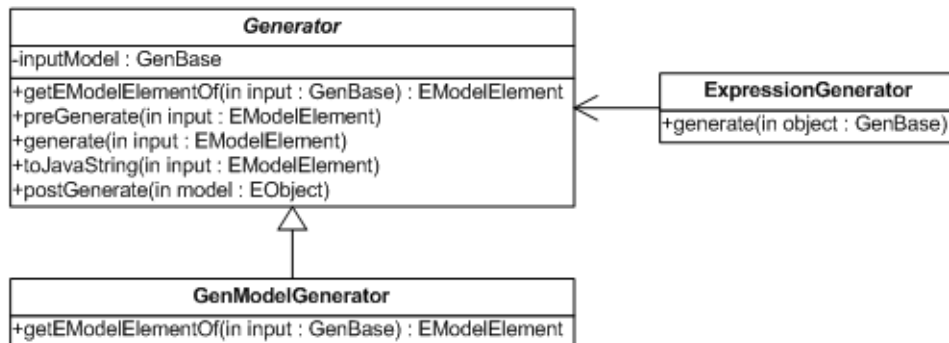 Generator
-inputModel : GenBase
+getEModelElementOf(in input : GenBase) : EModelElement
+preGenerate(in input : EModelElement)
+generate(in input : EModelElement)
+toJavaString(in input : EModelElement)
+postGenerate(in model : EObject)
ExpressionGenerator
+generate(in object : GenBase)
GenModelGenerator
+getEModelElementOf(in input : GenBase) : EModelElement